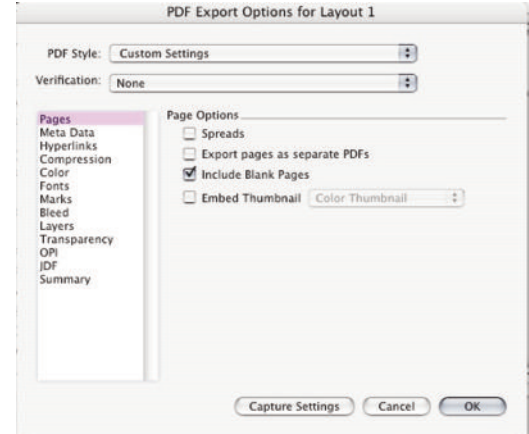 PDF Export Options for Layout 1
PDF Style: Custom Settings
Verification: None
Pages
Meta Data
Hyperlinks
Compression
Color
Fonts
Marks
Bleed
Layers
Transparency
OPI
JDF
Summary
Page Options
Spreads
Export pages as separate PDFs
Include Blank Pages
Embed Thumbnail Color Thumbnail
Capture Settings Cancel OK